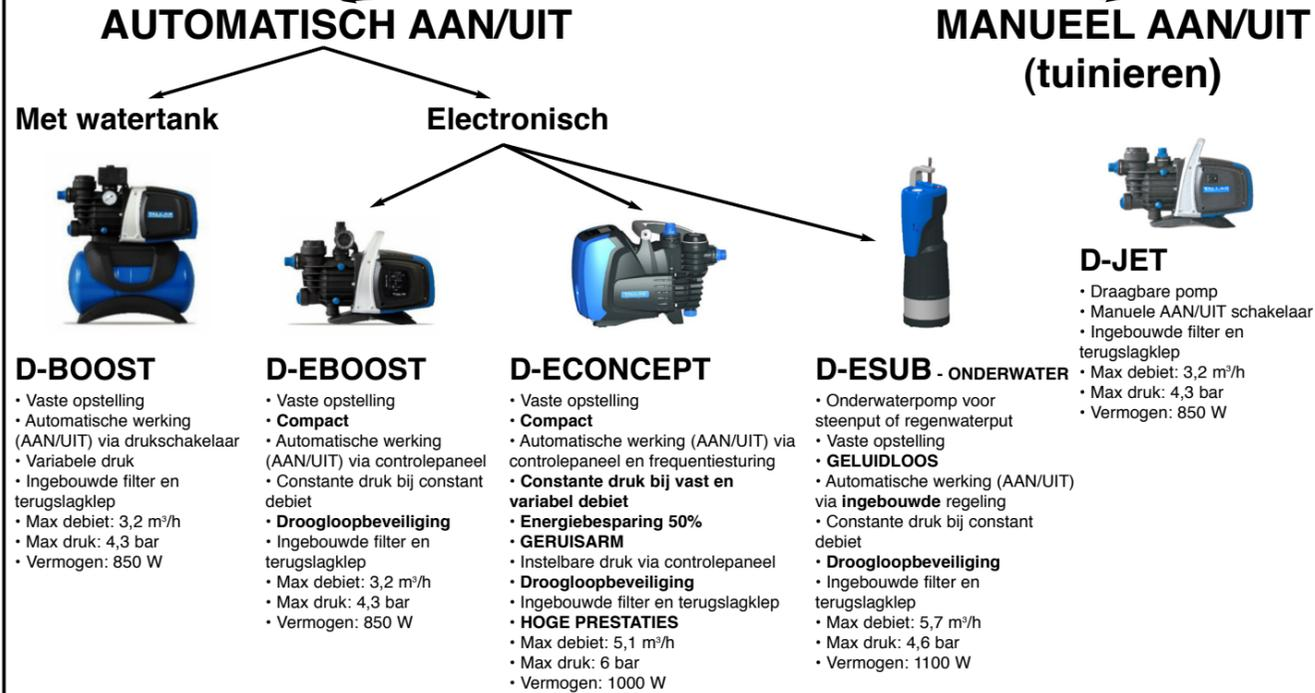 AUTOMATISCH AAN/UIT
MANUEEL AAN/UIT
(tuinieren)
Met watertank
Electronisch
D-BOOST
• Vaste opstelling
• Automatische werking
(AAN/UIT) via drukschakelaar
• Variabele druk
• Ingebouwde filter en
terugslagklep
• Max debiet: 3,2 m³/h
• Max druk: 4,3 bar
• Vermogen: 850 W
D-EBOOST
• Vaste opstelling
• Compact
• Automatische werking
(AAN/UIT) via controlepaneel
• Constante druk bij constant
debiet
• Droogloopbeveiliging
• Ingebouwde filter en
terugslagklep
• Max debiet: 3,2 m³/h
• Max druk: 4,3 bar
• Vermogen: 850 W
D-ECONCEPT
• Vaste opstelling
• Compact
• Automatische werking (AAN/UIT) via
controlepaneel en frequentiesturing
• Constante druk bij vast en
variabel debiet
• Energiebesparing 50%
• GERUISARM
• Instelbare druk via controlepaneel
• Droogloopbeveiliging
• Ingebouwde filter en terugslagklep
• HOGE PRESTATIES
• Max debiet: 5,1 m³/h
• Max druk: 6 bar
• Vermogen: 1000 W
D-ESUB - ONDERWATER
• Onderwaterpomp voor
steenput of regenwaterput
• Vaste opstelling
• GELUIDLOOS
• Automatische werking (AAN/UIT)
via ingebouwde regeling
• Constante druk bij constant
debiet
• Droogloopbeveiliging
• Ingebouwde filter en
terugslagklep
• Max debiet: 5,7 m³/h
• Max druk: 4,6 bar
• Vermogen: 1100 W
D-JET
• Draagbare pomp
• Manuele AAN/UIT schakelaar
• Ingebouwde filter en
terugslagklep
• Max debiet: 3,2 m³/h
• Max druk: 4,3 bar
• Vermogen: 850 W